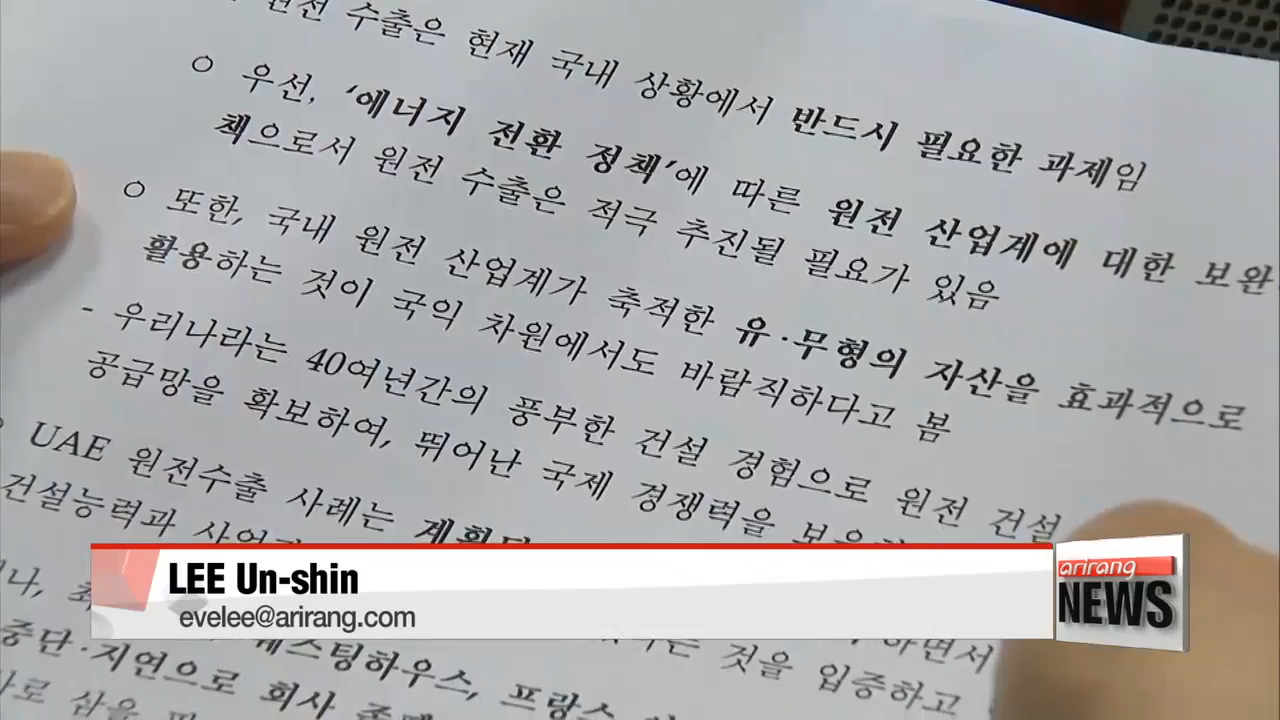 원전 수출은 현재 국내 상황에서 반드시 필요한 과제임
○ 우선, ‘에너지 전환 정책’에 따른 원전 산업계에 대한 보완
책으로서 원전 수출은 적극 추진될 필요가 있음
○ 또한, 국내 원전 산업계가 축적한 유·무형의 자산을 효과적으로
활용하는 것이 국익 차원에서도 바람직하다고 봄
- 우리나라는 40여년간의 풍부한 건설 경험으로 원전 건설
공급망을 확보하여, 뛰어난 국제 경쟁력을
UAE 원전수출 사례는
건설능력과
하면서
웨스팅하우스, 프랑스
것을 입증하고
중단·지연으로 회사
LEE Un-shin
evelee@arirang.com
arirang
NEWS